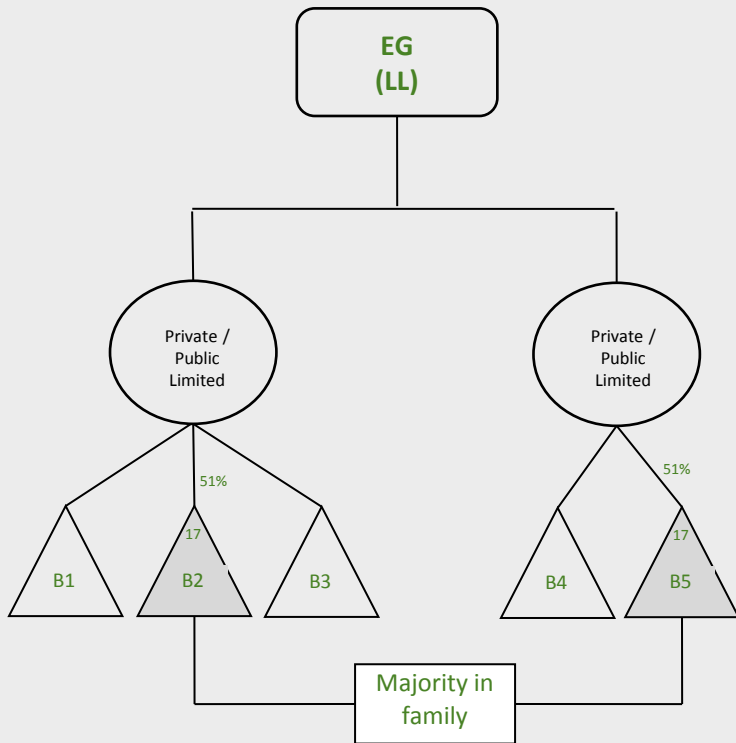 EG
(LL)
Private /
Public
Limited
Private /
Public
Limited
51%
51%
17
17
B1
B2
B3
B4
B5
Majority in
family